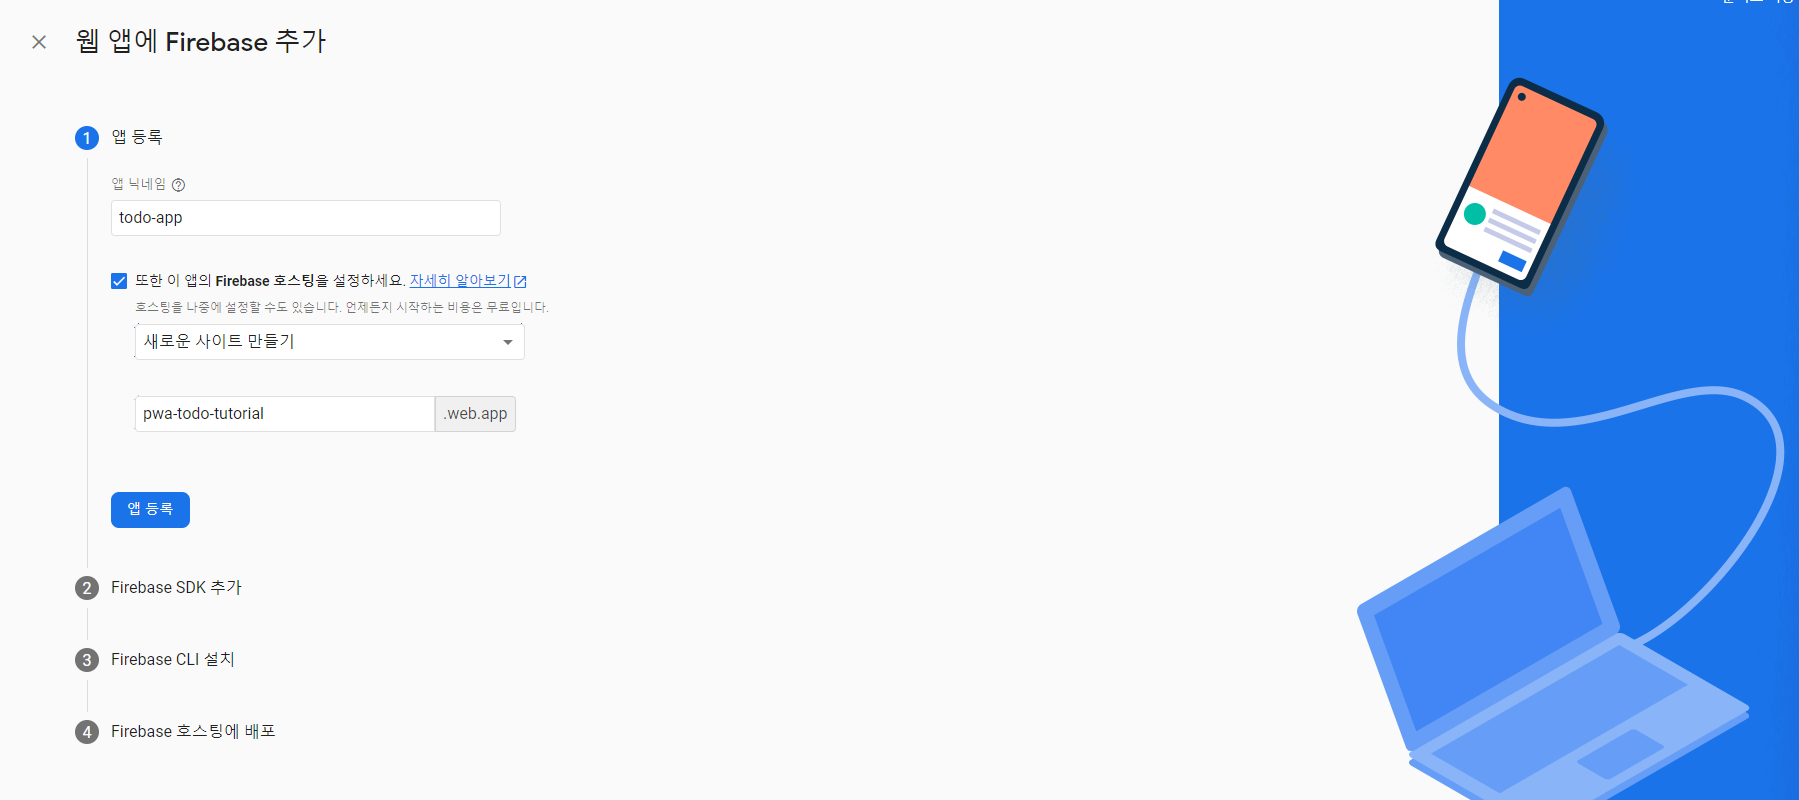 웹 앱에 Firebase 추가
1 앱 등록
앱 닉네임
todo-app
또한 이 앱의 Firebase 호스팅을 설정하세요. 자세히 알아보기
호스팅을 나중에 설정할 수도 있습니다. 언제든지 시작하는 비용은 무료입니다.
새로운 사이트 만들기
pwa-todo-tutorial .web.app
앱 등록
2 Firebase SDK 추가
3 Firebase CLI 설치
4 Firebase 호스팅에 배포